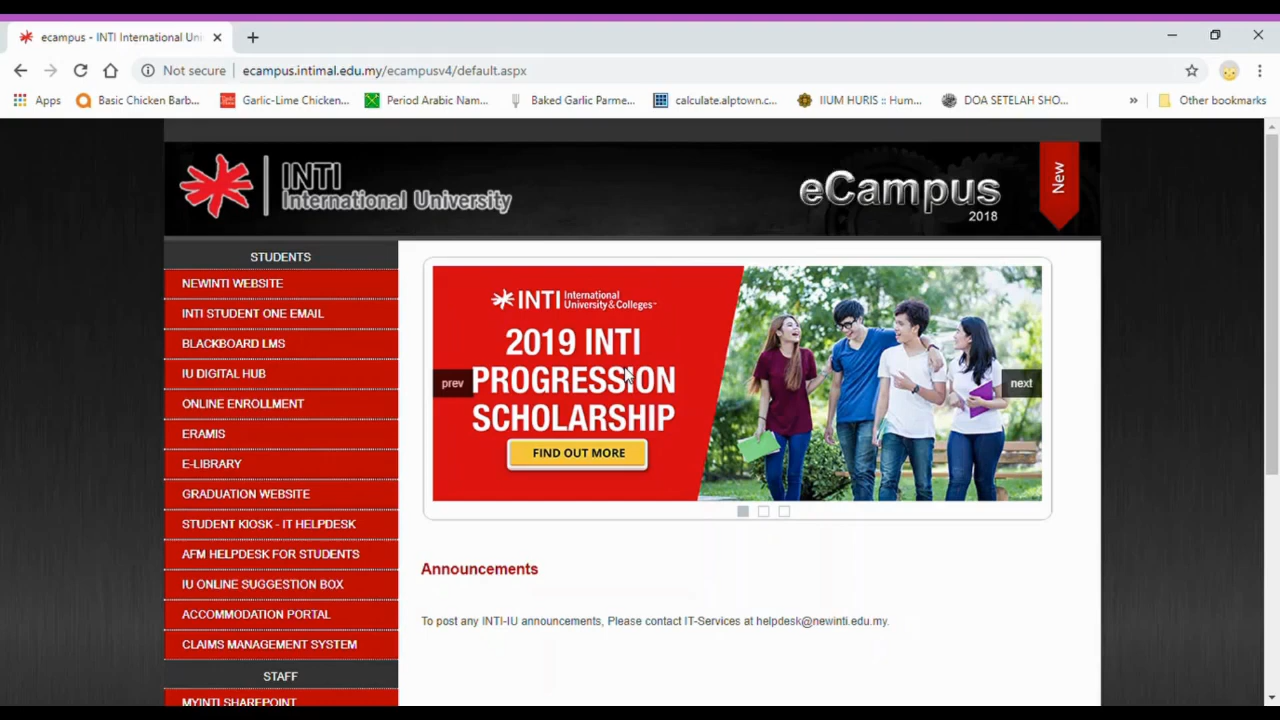 ecampus - INTI International Uni
Not secure
ecampus.intimal.edu.my/ecampusv4/default.aspx
Apps
Basic Chicken Barb...
Garlic-Lime Chicken...
Period Arabic Nam...
Baked Garlic Parme...
calculate.alptown.c...
IIUM HURIS :: Hum...
DOA SETELAH SHO...
»
Other bookmarks
INTI
International University
eCampus
2018
New
STUDENTS
NEWINTI WEBSITE
INTI STUDENT ONE EMAIL
BLACKBOARD LMS
IU DIGITAL HUB
ONLINE ENROLLMENT
ERAMIS
E-LIBRARY
GRADUATION WEBSITE
STUDENT KIOSK - IT HELPDESK
AFM HELPDESK FOR STUDENTS
IU ONLINE SUGGESTION BOX
ACCOMMODATION PORTAL
CLAIMS MANAGEMENT SYSTEM
STAFF
MYINTI SHAREPOINT
INTI International
University & Colleges
2019 INTI
PROGRESSION
SCHOLARSHIP
FIND OUT MORE
prev
next
Announcements
To post any INTI-IU announcements, Please contact IT-Services at helpdesk@newinti.edu.my.